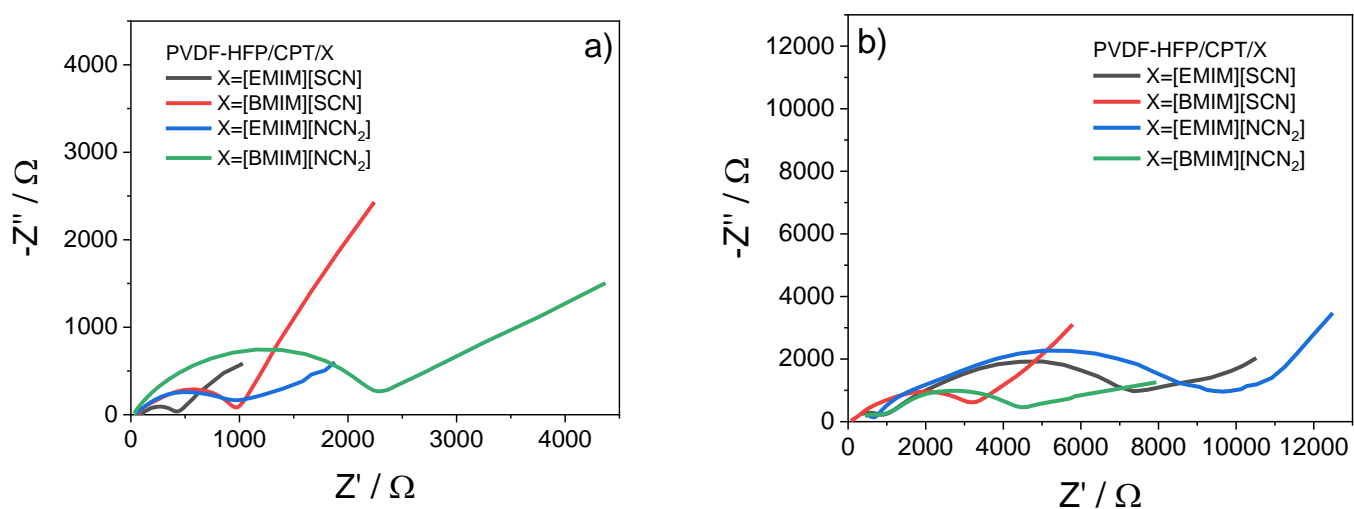 a)
PVDF-HFP/CPT/X
X=[EMIM][SCN]
X=[BMIM][SCN]
X=[EMIM][NCN₂]
X=[BMIM][NCN₂]
4000
3000
2000
1000
0
-Z'' / Ω
0 1000 2000 3000 4000
Z' / Ω
b)
PVDF-HFP/CPT/X
X=[EMIM][SCN]
X=[BMIM][SCN]
X=[EMIM][NCN₂]
X=[BMIM][NCN₂]
12000
10000
8000
6000
4000
2000
0
-Z'' / Ω
0 2000 4000 6000 8000 10000 12000
Z' / Ω